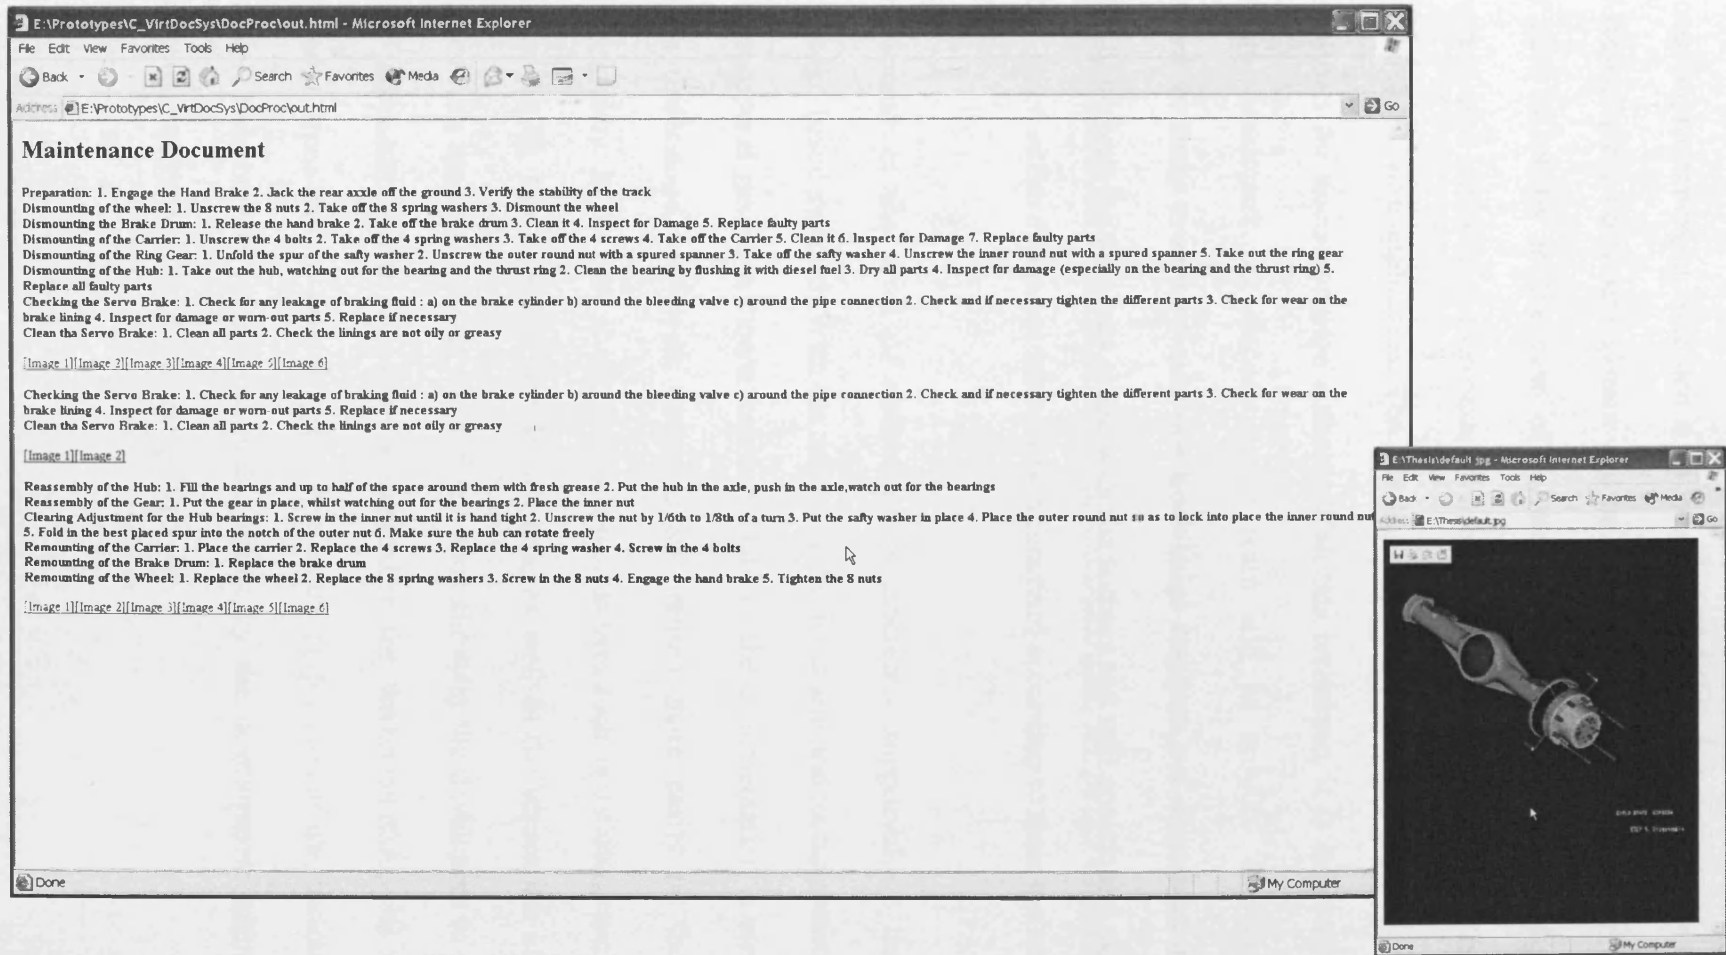 E:\Prototypes\C_VirtDocSys\DocProc\out.html - Microsoft Internet Explorer
File Edit View Favorites Tools Help
Back Search Favorites Media
Address E:\Prototypes\C_VirtDocSys\DocProc\out.html Go
Maintenance Document
Preparation: 1. Engage the Hand Brake 2. Jack the rear axxle off the ground 3. Verify the stability of the track
Dismounting of the wheel: 1. Unscrew the 8 nuts 2. Take off the 8 spring washers 3. Dismount the wheel
Dismounting the Brake Drum: 1. Release the hand brake 2. Take off the brake drum 3. Clean it 4. Inspect for Damage 5. Replace faulty parts
Dismounting of the Carrier: 1. Unscrew the 4 bolts 2. Take off the 4 spring washers 3. Take off the 4 screws 4. Take off the Carrier 5. Clean it 6. Inspect for Damage 7. Replace faulty parts
Dismounting of the Ring Gear: 1. Unfold the spur of the safty washer 2. Unscrew the outer round nut with a spured spanner 3. Take off the safty washer 4. Unscrew the inner round nut with a spured spanner 5. Take out the ring gear
Dismounting of the Hub: 1. Take out the hub, watching out for the bearing and the thrust ring 2. Clean the bearing by flushing it with diesel fuel 3. Dry all parts 4. Inspect for damage (especially on the bearing and the thrust ring) 5.
Replace all faulty parts
Checking the Servo Brake: 1. Check for any leakage of braking fluid : a) on the brake cylinder b) around the bleeding valve c) around the pipe connection 2. Check and if necessary tighten the different parts 3. Check for wear on the
brake lining 4. Inspect for damage or worn-out parts 5. Replace if necessary
Clean tha Servo Brake: 1. Clean all parts 2. Check the linings are not oily or greasy
[Image 1][Image 2][Image 3][Image 4][Image 5][Image 6]
Checking the Servo Brake: 1. Check for any leakage of braking fluid : a) on the brake cylinder b) around the bleeding valve c) around the pipe connection 2. Check and if necessary tighten the different parts 3. Check for wear on the
brake lining 4. Inspect for damage or worn-out parts 5. Replace if necessary
Clean tha Servo Brake: 1. Clean all parts 2. Check the linings are not oily or greasy
[Image 1][Image 2]
Reassembly of the Hub: 1. Fill the bearings and up to half of the space around them with fresh grease 2. Put the hub in the axle, push in the axle,watch out for the bearings
Reassembly of the Gear: 1. Put the gear in place, whilst watching out for the bearings 2. Place the inner nut
Clearing Adjustment for the Hub bearings: 1. Screw in the inner nut until it is hand tight 2. Unscrew the nut by 1/6th to 1/8th of a turn 3. Put the safty washer in place 4. Place the outer round nut so as to lock into place the inner round nut
5. Fold in the best placed spur into the notch of the outer nut 6. Make sure the hub can rotate freely
Remounting of the Carrier: 1. Place the carrier 2. Replace the 4 screws 3. Replace the 4 spring washer 4. Screw in the 4 bolts
Remounting of the Brake Drum: 1. Replace the brake drum
Remounting of the Wheel: 1. Replace the wheel 2. Replace the 8 spring washers 3. Screw in the 8 nuts 4. Engage the hand brake 5. Tighten the 8 nuts
[Image 1][Image 2][Image 3][Image 4][Image 5][Image 6]
Done My Computer
E:\Thesis\default.jpg - Microsoft Internet Explorer
File Edit View Favorites Tools Help
Back Search Favorites Media
Address E:\Thesis\default.jpg Go
Done My Computer